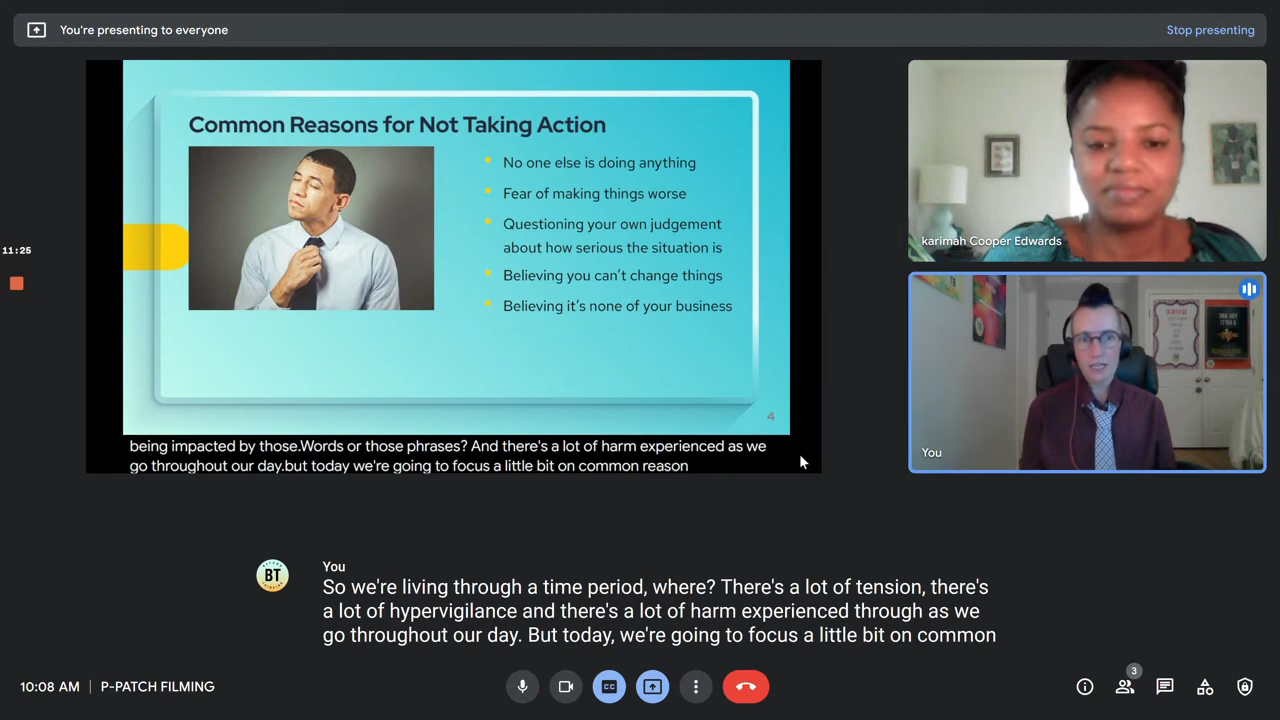 You're presenting to everyone
Stop presenting
Common Reasons for Not Taking Action
No one else is doing anything
Fear of making things worse
Questioning your own judgement
about how serious the situation is
Believing you can't change things
Believing it's none of your business
4
being impacted by those.Words or those phrases? And there's a lot of harm experienced as we
go throughout our day.but today we're going to focus a little bit on common reason
11:25
karimah Cooper Edwards
You
BT
You
So we're living through a time period, where? There's a lot of tension, there's
a lot of hypervigilance and there's a lot of harm experienced through as we
go throughout our day. But today, we're going to focus a little bit on common
10:08 AM | P-PATCH FILMING
CC
3